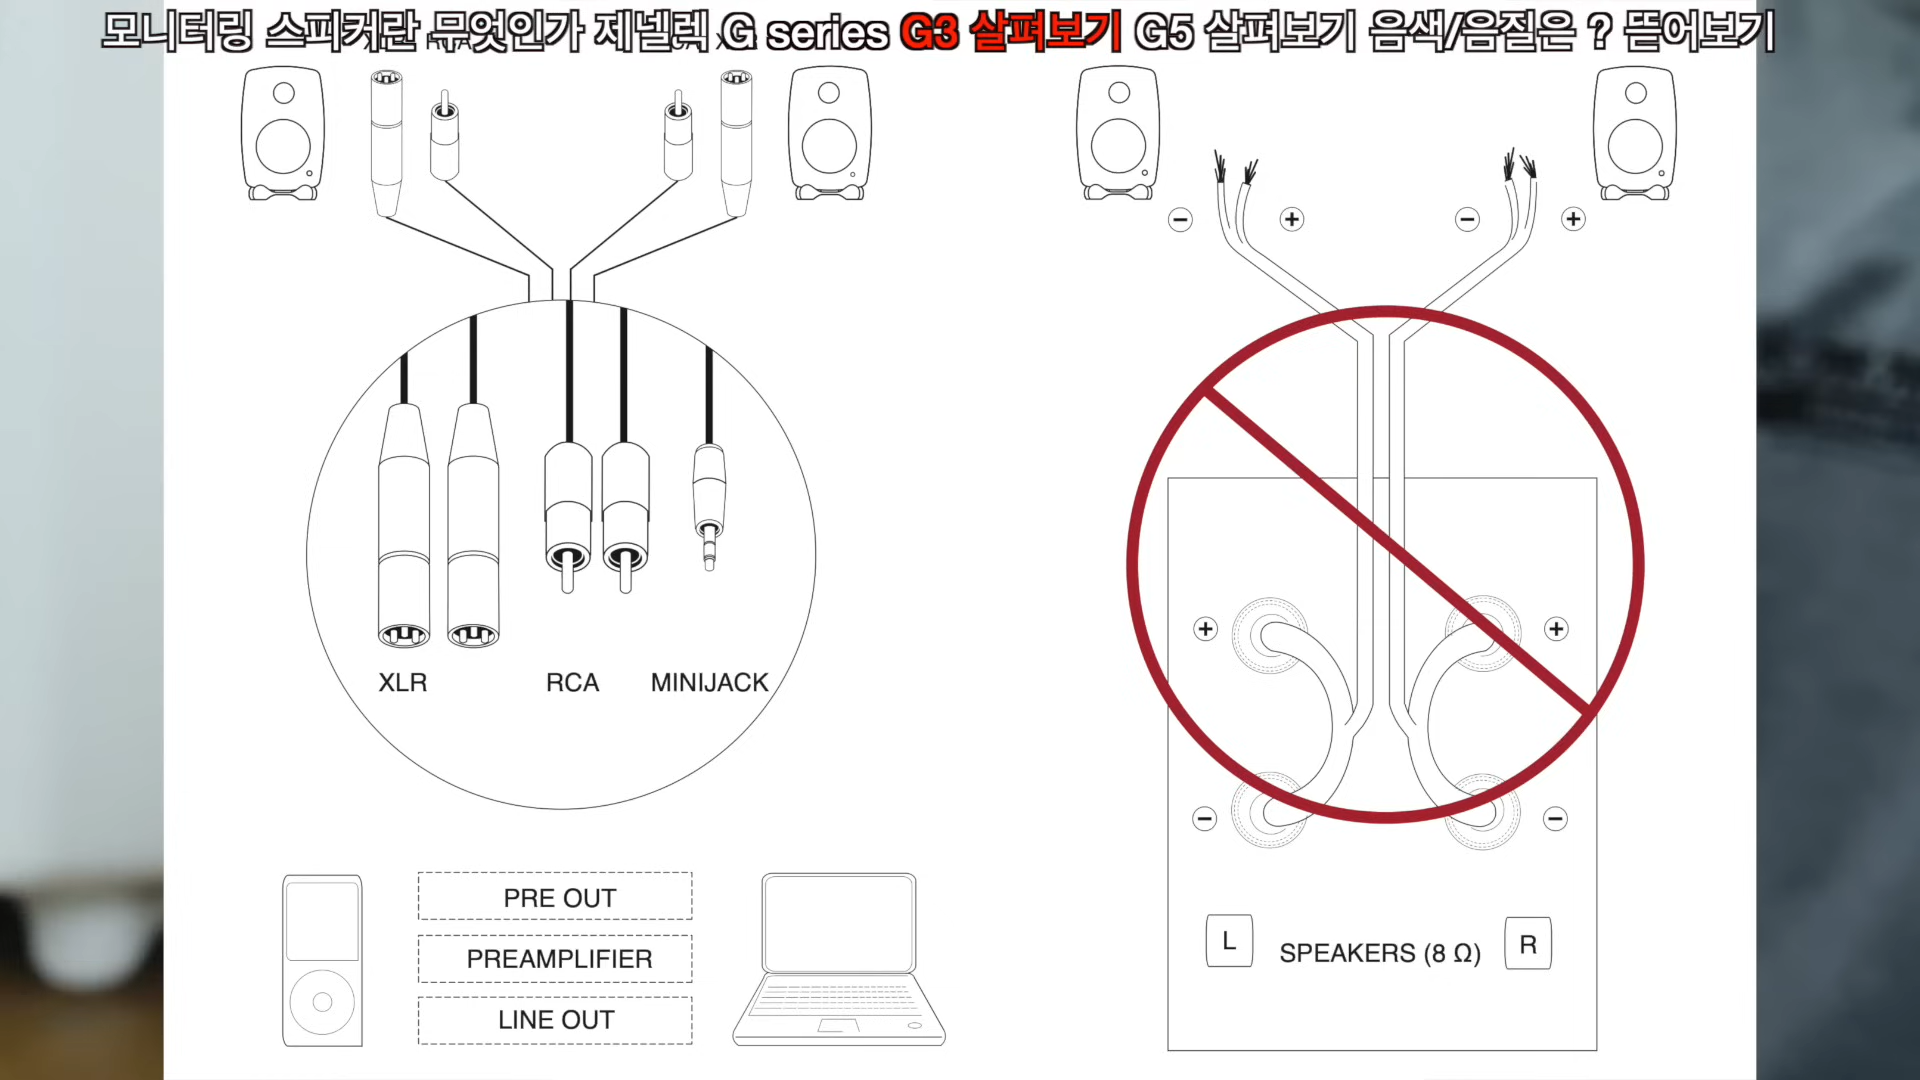 모니터링 스피커란 무엇인가 제넬렉 G series G3 살펴보기 G5 살펴보기 음색/음질은 ? 뜯어보기
− + − +
XLR RCA MINIJACK
+ +
− −
PRE OUT
PREAMPLIFIER
LINE OUT
L SPEAKERS (8 Ω) R